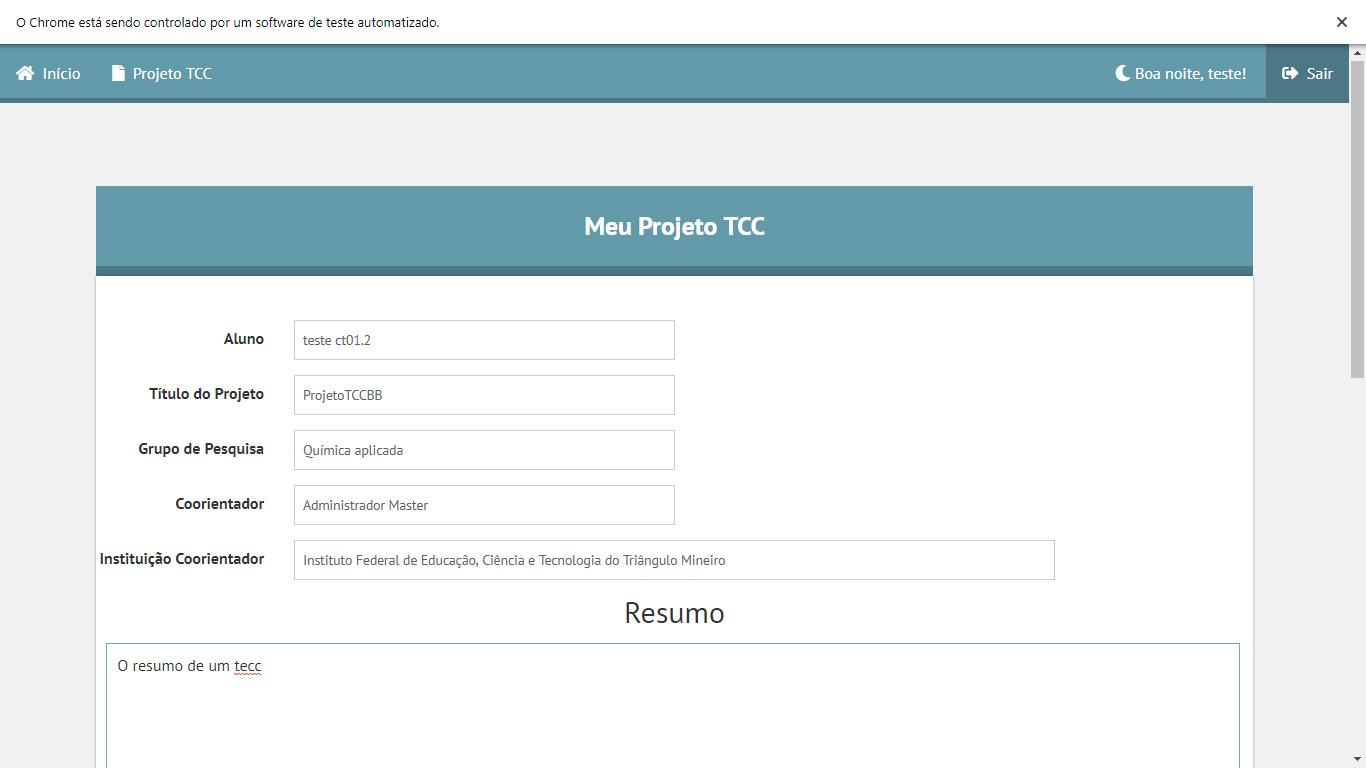 O Chrome está sendo controlado por um software de teste automatizado.
Início Projeto TCC Boa noite, teste! Sair
Meu Projeto TCC
Aluno teste ct01.2
Título do Projeto ProjetoTCCBB
Grupo de Pesquisa Química aplicada
Coorientador Administrador Master
Instituição Coorientador Instituto Federal de Educação, Ciência e Tecnologia do Triângulo Mineiro
Resumo
O resumo de um tecc